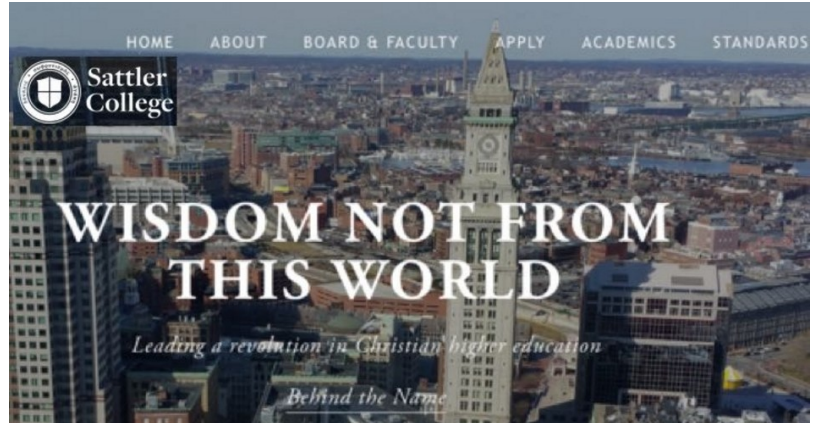 HOME ABOUT BOARD & FACULTY APPLY ACADEMICS STANDARDS
Sattler
College
WISDOM NOT FROM
THIS WORLD
Leading a revolution in Christian higher education
Behind the Name